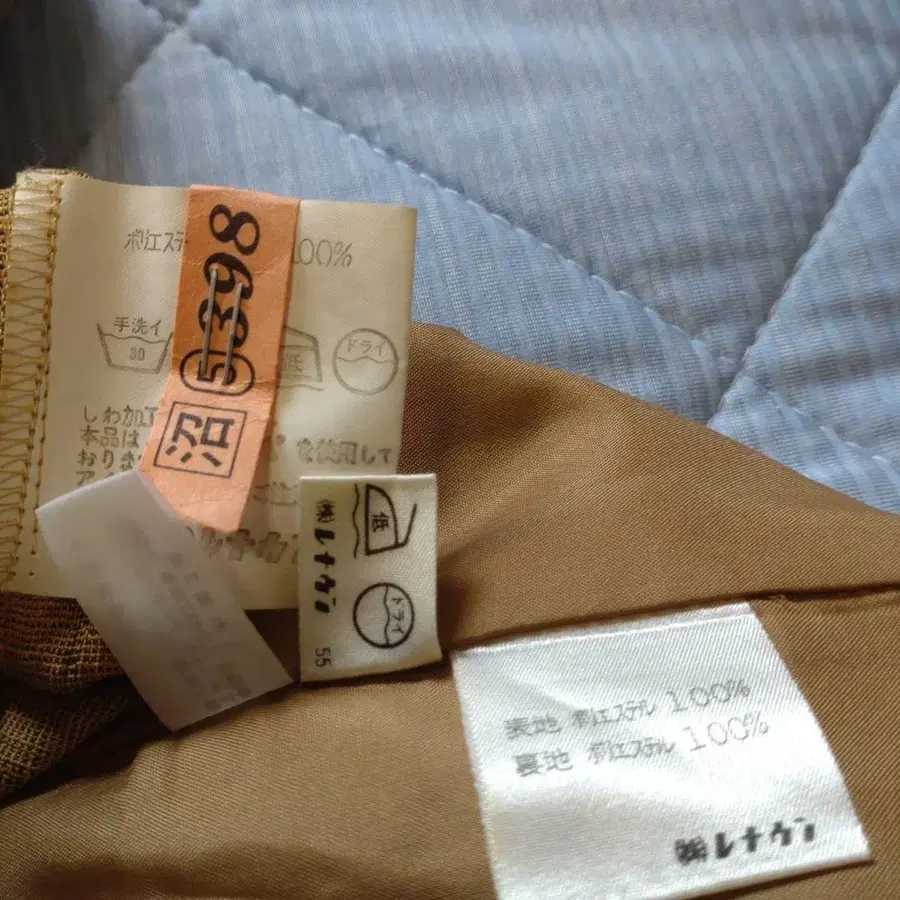 ポリエステ
100%
手洗イ
30
低
ドライ
しわ加工
本品は
を使用して
おりま
5398
沼
低
ドライ
㈱レナウン
55
表地 ポリエステル 100%
裏地 ポリエステル 100%
㈱レナウン